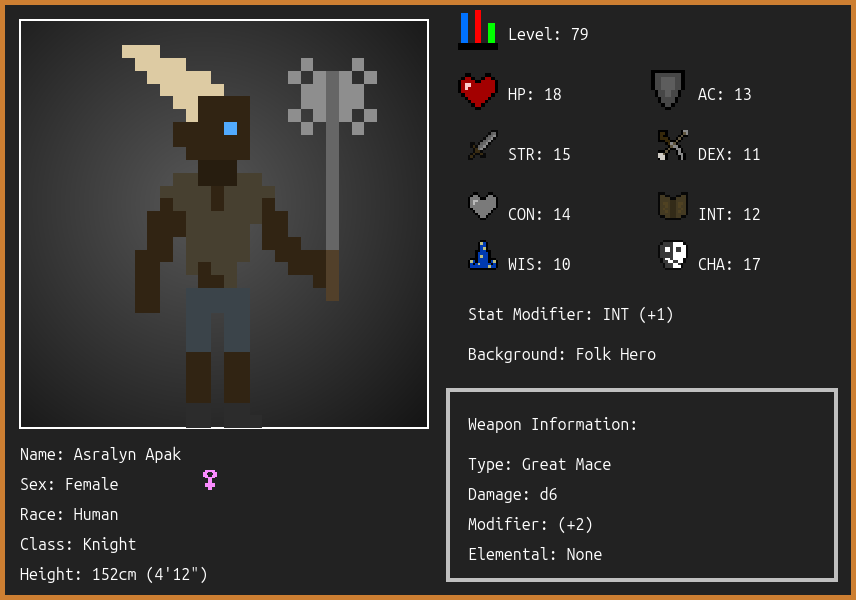 Level: 79
HP: 18
AC: 13
STR: 15
DEX: 11
CON: 14
INT: 12
WIS: 10
CHA: 17
Stat Modifier: INT (+1)
Background: Folk Hero
Weapon Information:
Type: Great Mace
Damage: d6
Modifier: (+2)
Elemental: None
Name: Asralyn Apak
Sex: Female
Race: Human
Class: Knight
Height: 152cm (4'12")